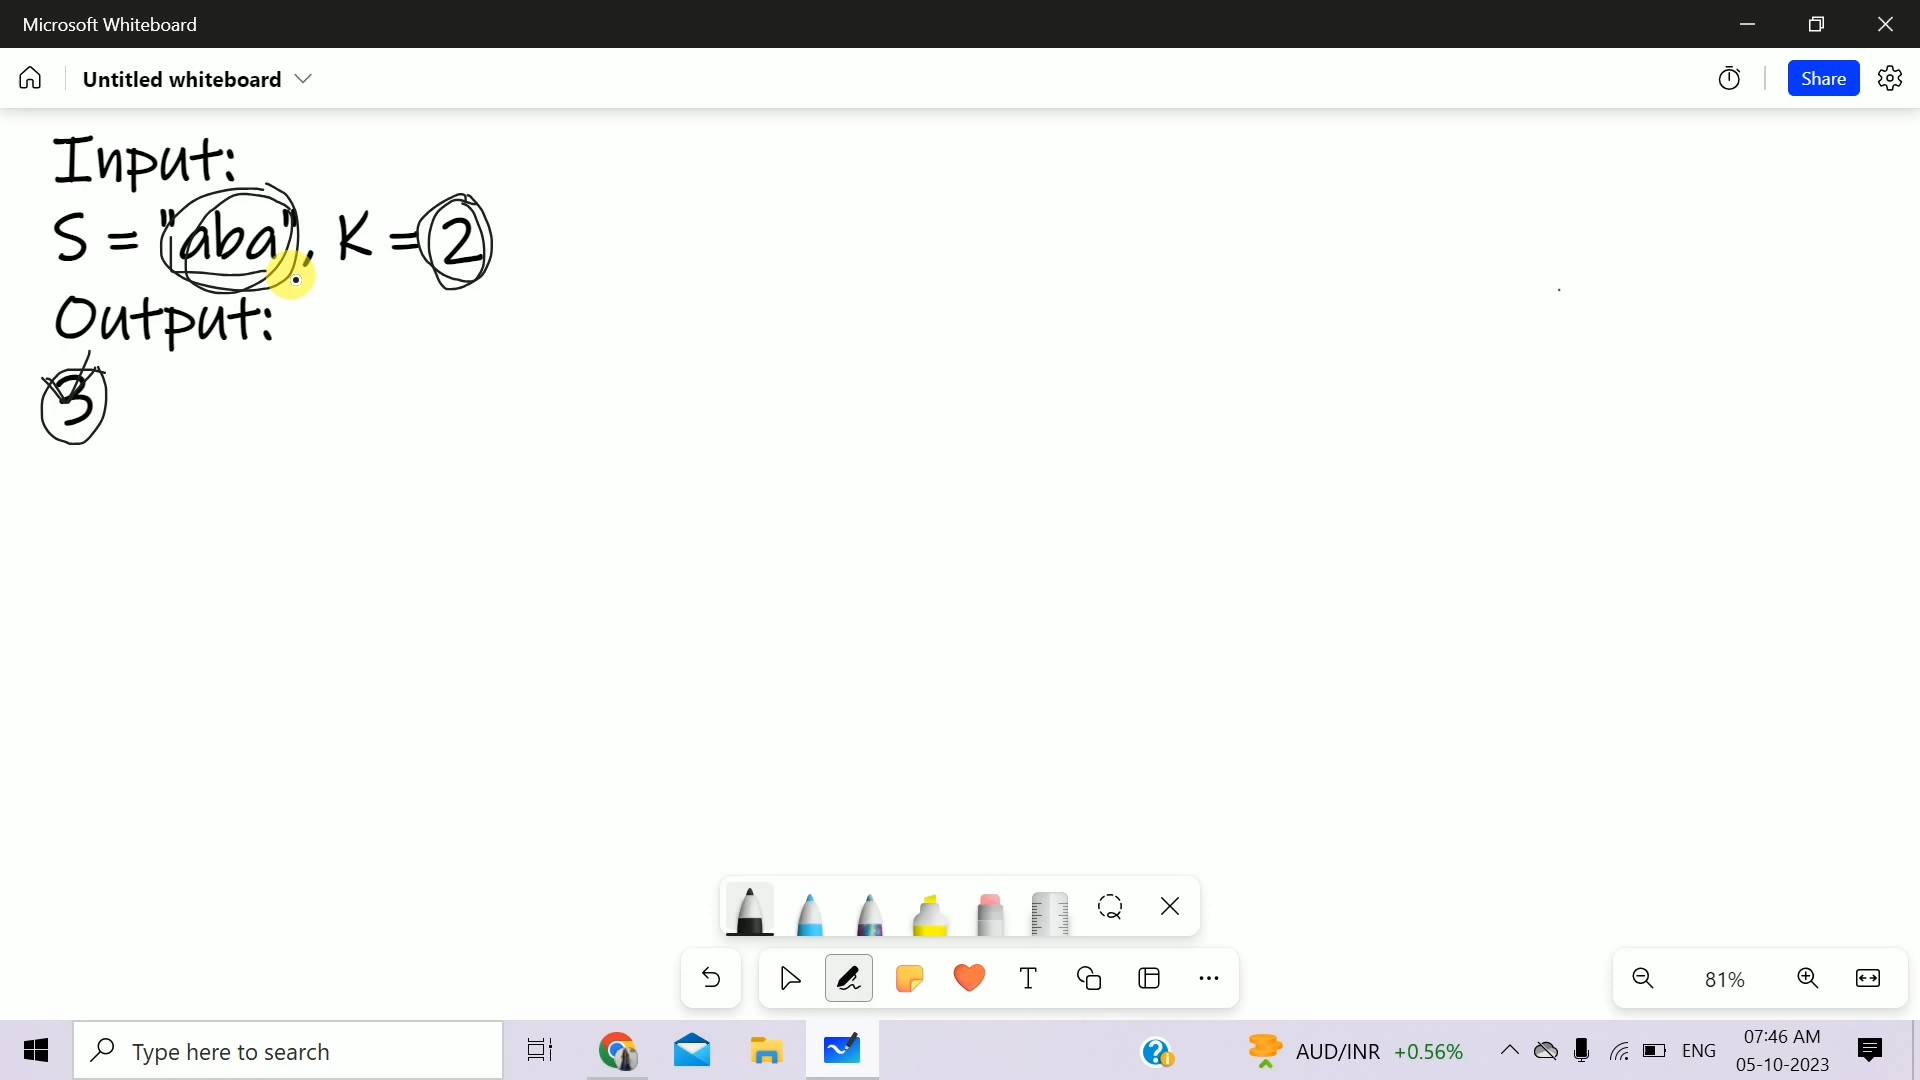 Microsoft Whiteboard
Untitled whiteboard
Share
Input:
S = "aba", K = 2
Output:
3
81%
Type here to search
AUD/INR +0.56%
ENG
07:46 AM
05-10-2023